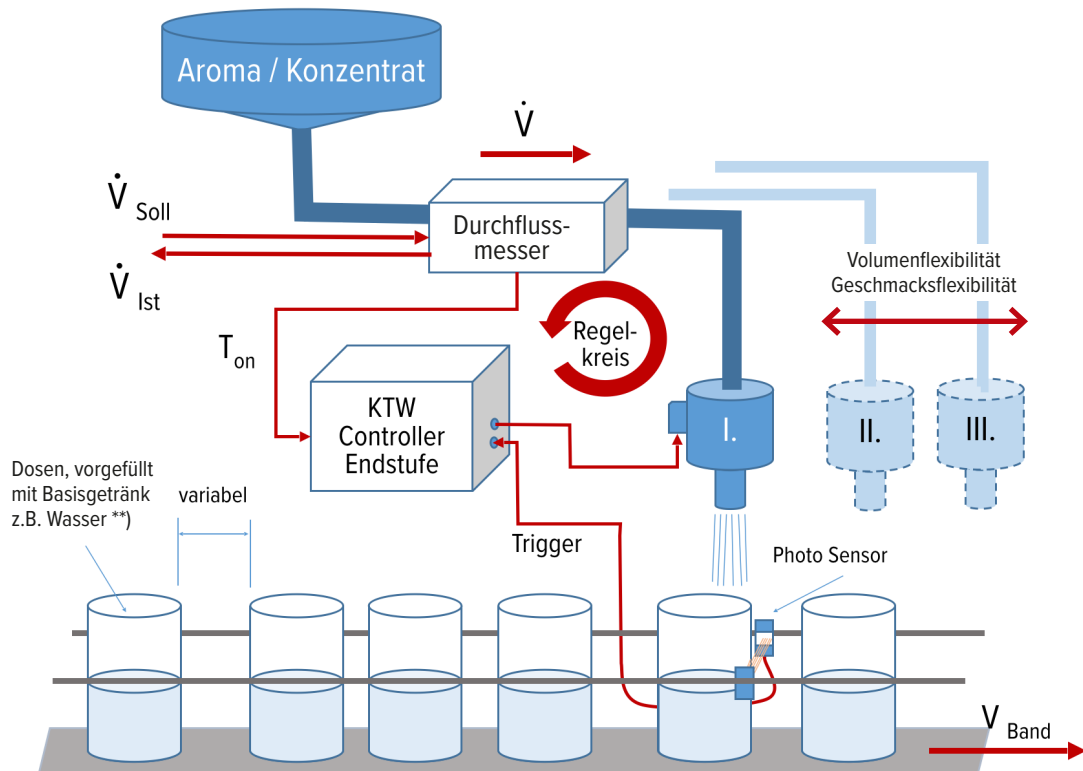 Aroma / Konzentrat
V̇
V̇ Soll
V̇ Ist
Durchfluss-
messer
Volumenflexibilität
Geschmacksflexibilität
Regel-
kreis
T on
KTW
Controller
Endstufe
I.
II.
III.
Dosen, vorgefüllt
mit Basisgetränk
z.B. Wasser **)
variabel
Trigger
Photo Sensor
V Band